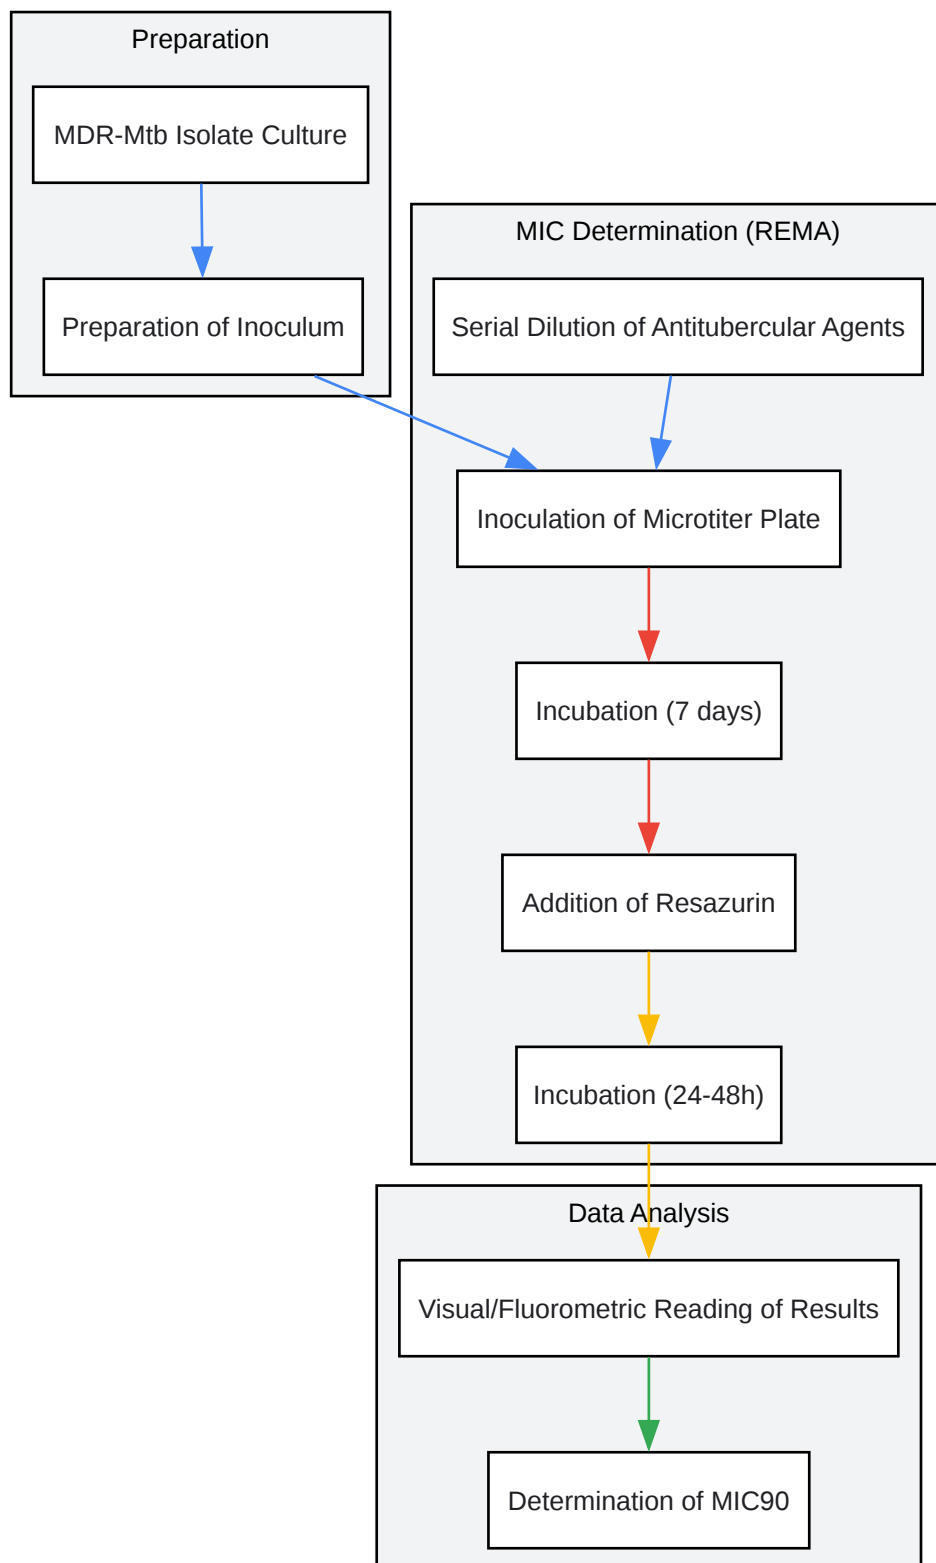 Preparation
MDR-Mtb Isolate Culture
Preparation of Inoculum
MIC Determination (REMA)
Serial Dilution of Antitubercular Agents
Inoculation of Microtiter Plate
Incubation (7 days)
Addition of Resazurin
Incubation (24-48h)
Data Analysis
Visual/Fluorometric Reading of Results
Determination of MIC90